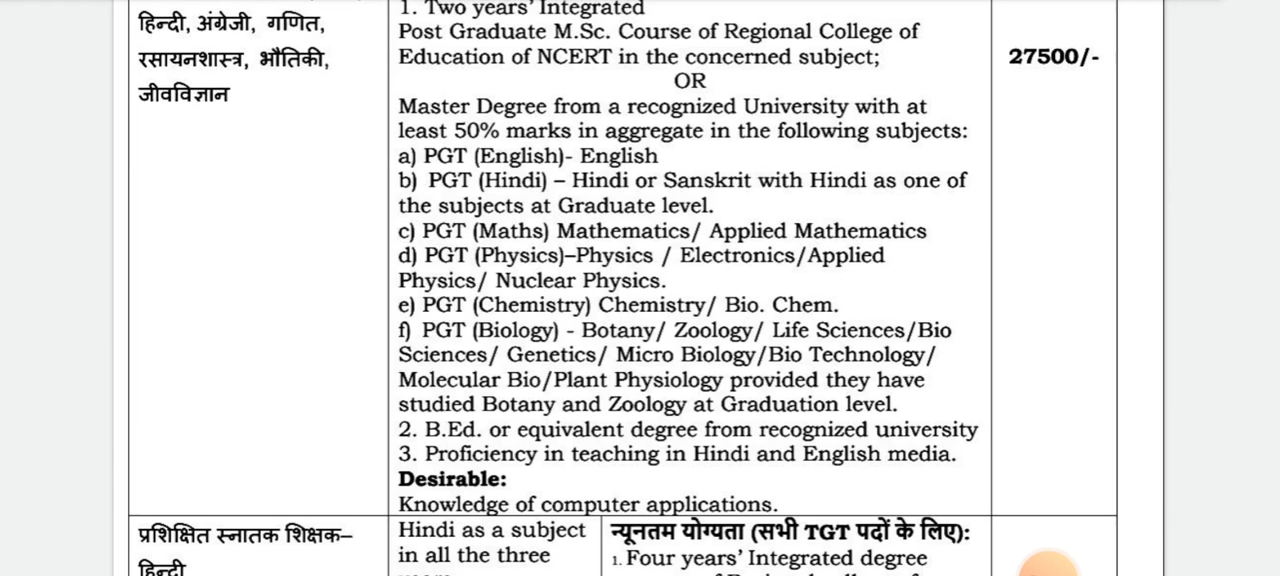 हिन्दी, अंग्रेजी, गणित,
रसायनशास्त्र, भौतिकी,
जीवविज्ञान
1. Two years' Integrated
Post Graduate M.Sc. Course of Regional College of
Education of NCERT in the concerned subject;
OR
Master Degree from a recognized University with at
least 50% marks in aggregate in the following subjects:
a) PGT (English)- English
b) PGT (Hindi) – Hindi or Sanskrit with Hindi as one of
the subjects at Graduate level.
c) PGT (Maths) Mathematics/ Applied Mathematics
d) PGT (Physics)–Physics / Electronics/Applied
Physics/ Nuclear Physics.
e) PGT (Chemistry) Chemistry/ Bio. Chem.
f) PGT (Biology) - Botany/ Zoology/ Life Sciences/Bio
Sciences/ Genetics/ Micro Biology/Bio Technology/
Molecular Bio/Plant Physiology provided they have
studied Botany and Zoology at Graduation level.
2. B.Ed. or equivalent degree from recognized university
3. Proficiency in teaching in Hindi and English media.
Desirable:
Knowledge of computer applications.
27500/-
प्रशिक्षित स्नातक शिक्षक–
हिन्दी
Hindi as a subject
in all the three
न्यूनतम योग्यता (सभी TGT पदों के लिए):
1. Four years' Integrated degree